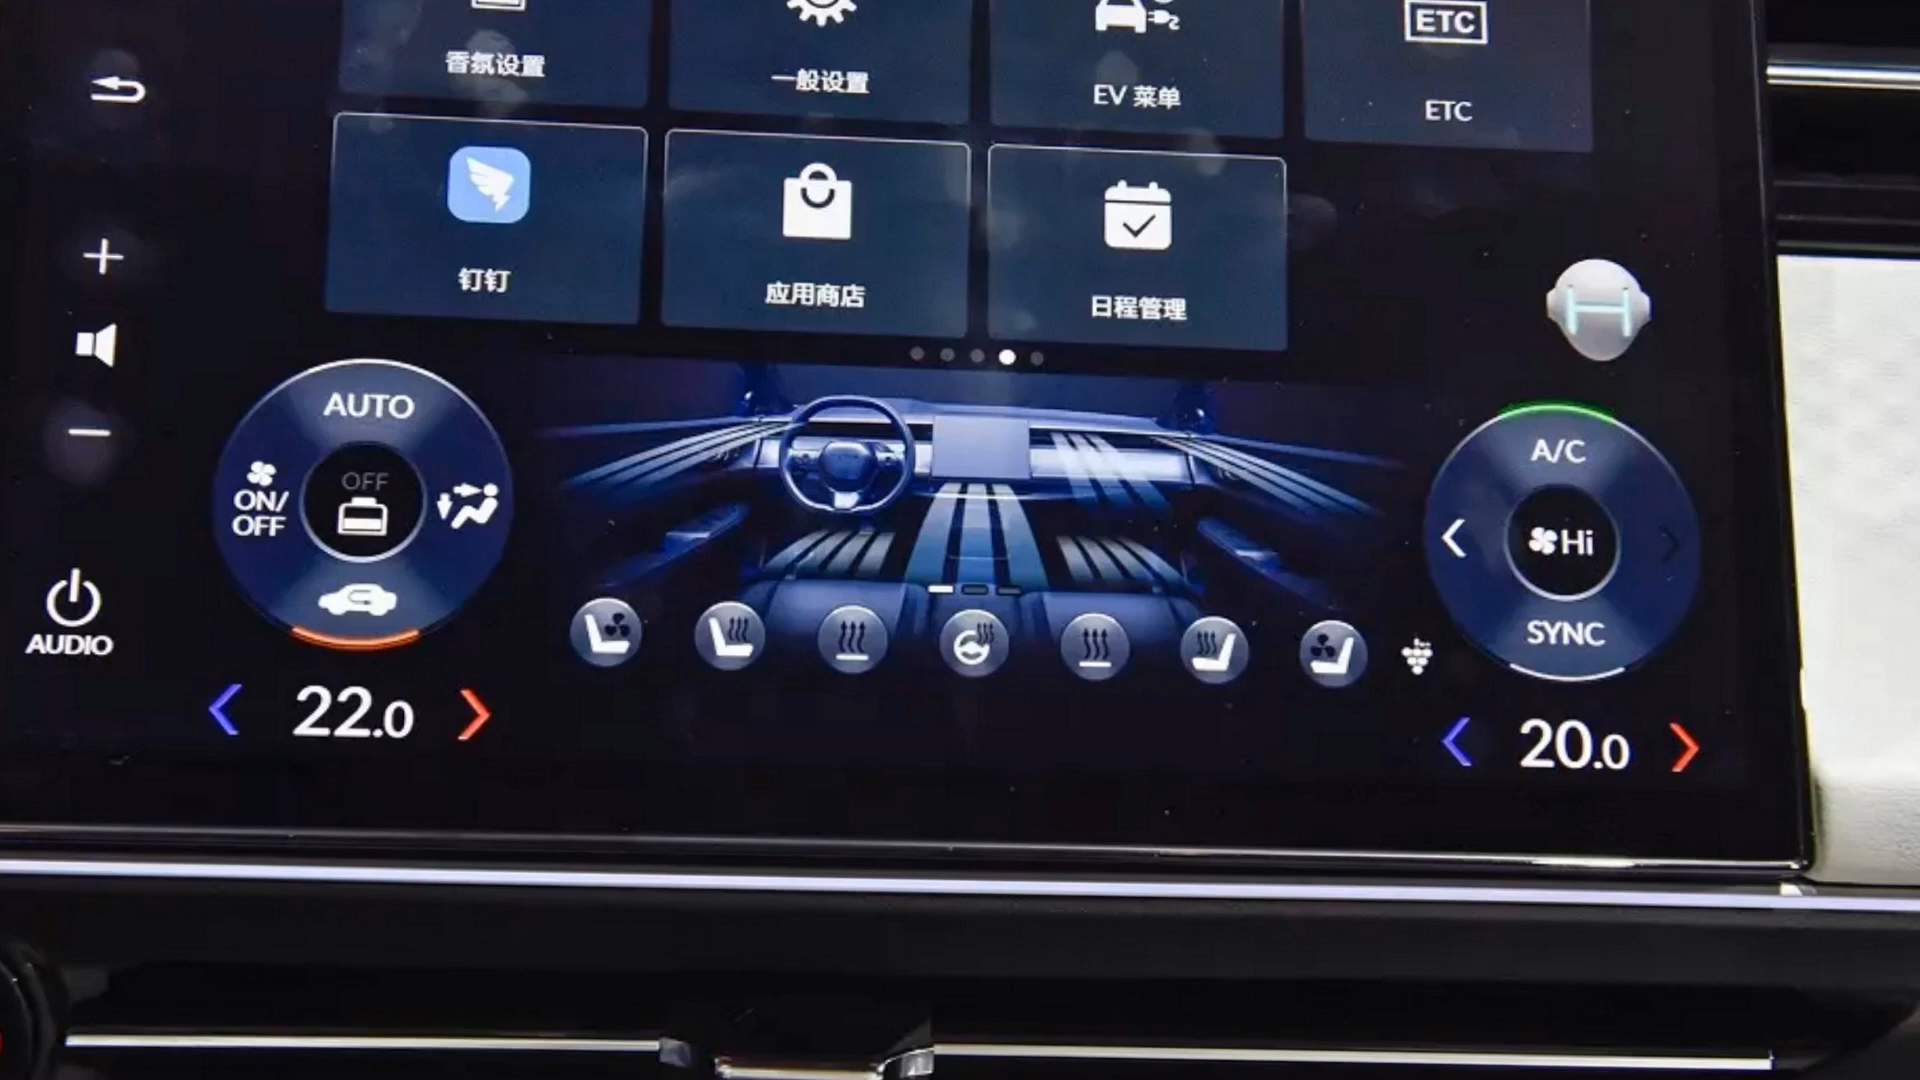 香氛设置
一般设置
EV 菜单
ETC
ETC
钉钉
应用商店
日程管理
AUTO
OFF
ON/
OFF
A/C
Hi
SYNC
AUDIO
22.0
20.0